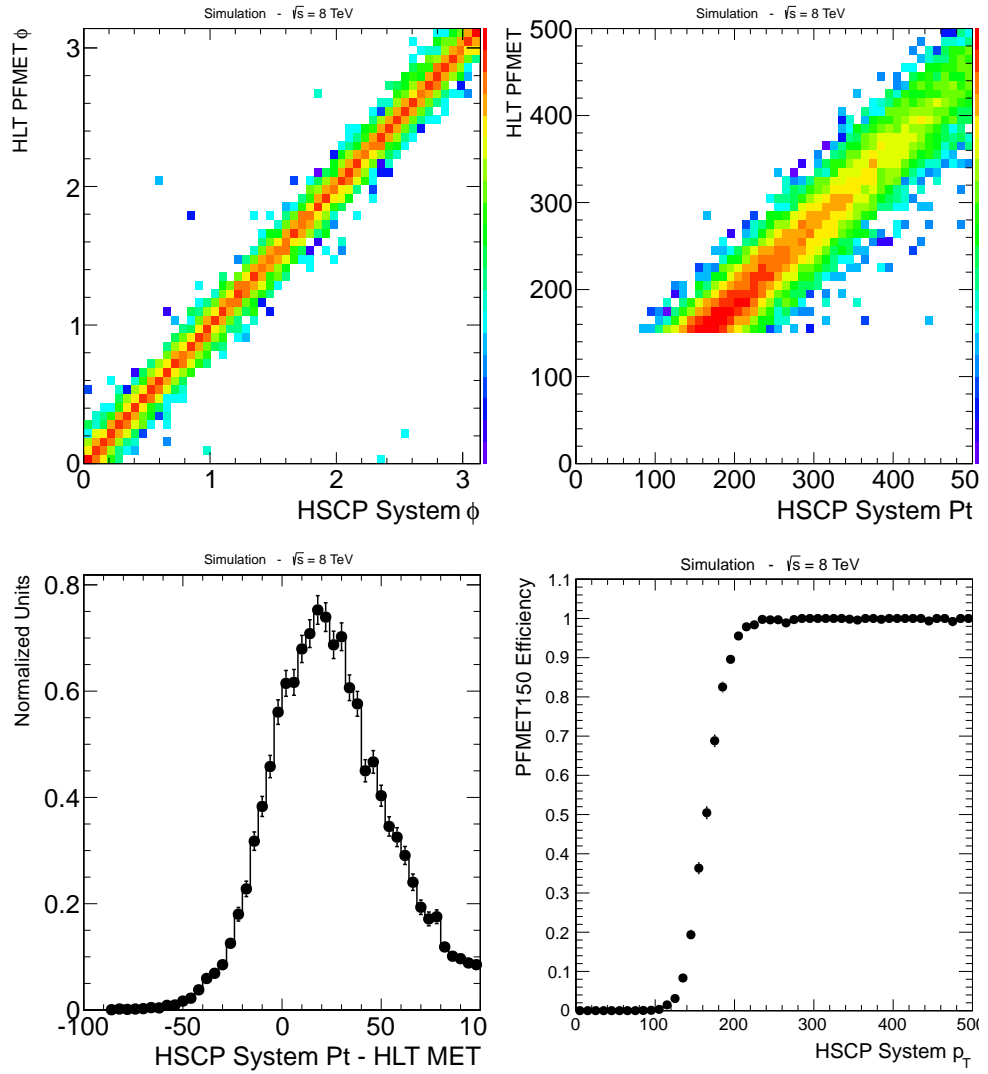 Simulation - √s = 8 TeV
HLT PFMET ϕ
3
2
1
0
0 1 2 3
HSCP System ϕ
Simulation - √s = 8 TeV
HLT PFMET
500
400
300
200
100
0
100 200 300 400 50
HSCP System Pt
Simulation - √s = 8 TeV
Normalized Units
0.8
0.6
0.4
0.2
0
-100 -50 0 50 10
HSCP System Pt - HLT MET
Simulation - √s = 8 TeV
PFMET150 Efficiency
1.1
1
0.9
0.8
0.7
0.6
0.5
0.4
0.3
0.2
0.1
0
0 100 200 300 400 500
HSCP System p_T